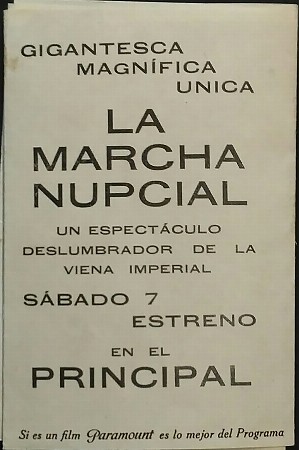 GIGANTESCA
MAGNÍFICA
UNICA
LA
MARCHA
NUPCIAL
UN ESPECTÁCULO
DESLUMBRADOR DE LA
VIENA IMPERIAL
SÁBADO 7
ESTRENO
EN EL
PRINCIPAL
Si es un film Paramount es lo mejor del Programa